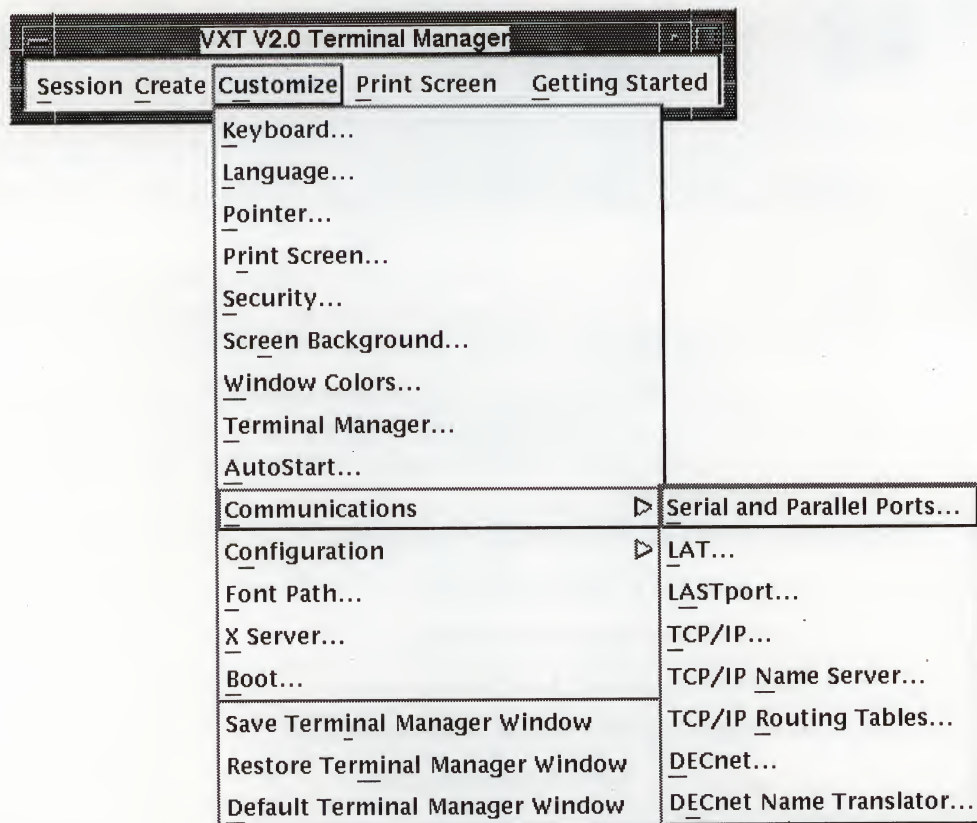 VXT V2.0 Terminal Manager
Session Create Customize Print Screen Getting Started
Keyboard...
Language...
Pointer...
Print Screen...
Security...
Screen Background...
Window Colors...
Terminal Manager...
AutoStart...
Communications
Configuration
Font Path...
X Server...
Boot...
Save Terminal Manager Window
Restore Terminal Manager Window
Default Terminal Manager Window
Serial and Parallel Ports...
LAT...
LASTport...
TCP/IP...
TCP/IP Name Server...
TCP/IP Routing Tables...
DECnet...
DECnet Name Translator...